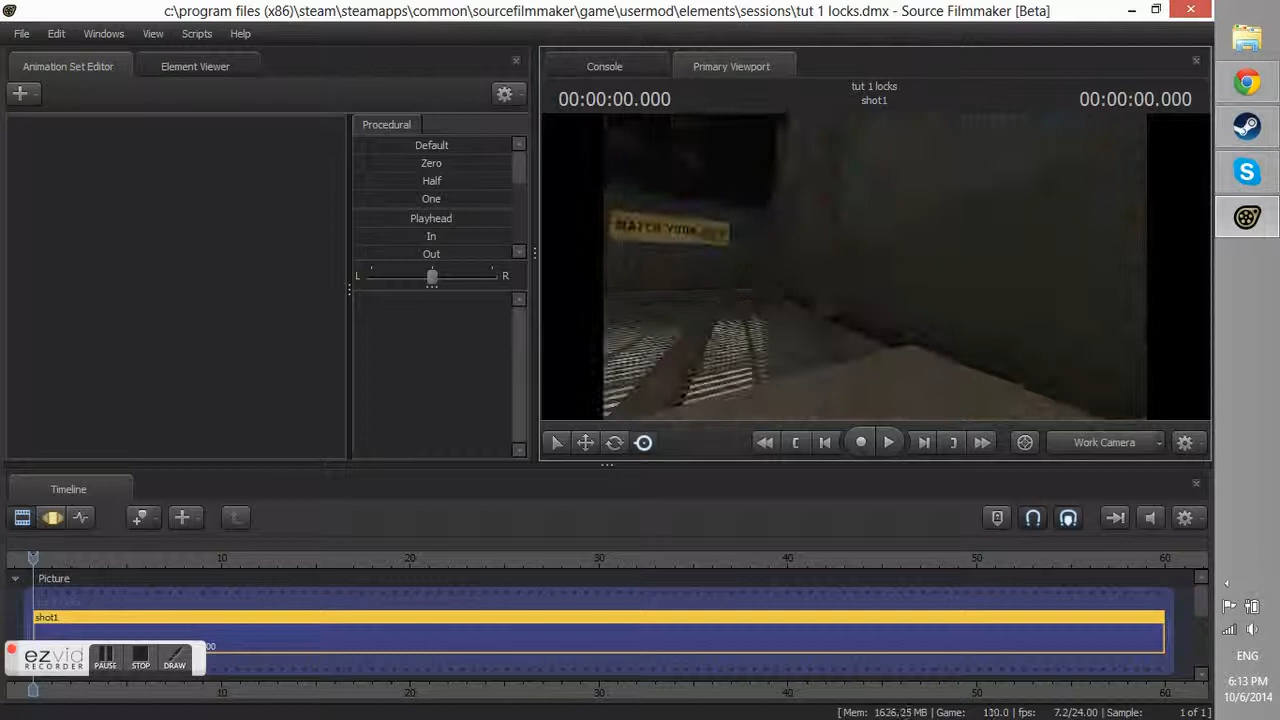 c:\program files (x86)\steam\steamapps\common\sourcefilmmaker\game\usermod\elements\sessions\tut 1 locks.dmx - Source Filmmaker [Beta]
File Edit Windows View Scripts Help
Animation Set Editor Element Viewer
Console Primary Viewport
00:00:00.000
tut 1 locks
shot1
00:00:00.000
Procedural
Default
Zero
Half
One
Playhead
In
Out
L R
WATCH YOUR
Work Camera
Timeline
10 20 30 40 50 60
Picture
shot1
00
ezvid
RECORDER
PAUSE STOP DRAW
10 20 30 40 50 60
[ Mem: 1626.25 MB | Game: fps: 7.2/24.00 Sample: 1 of 1 ]
ENG
6:13 PM
10/6/2014